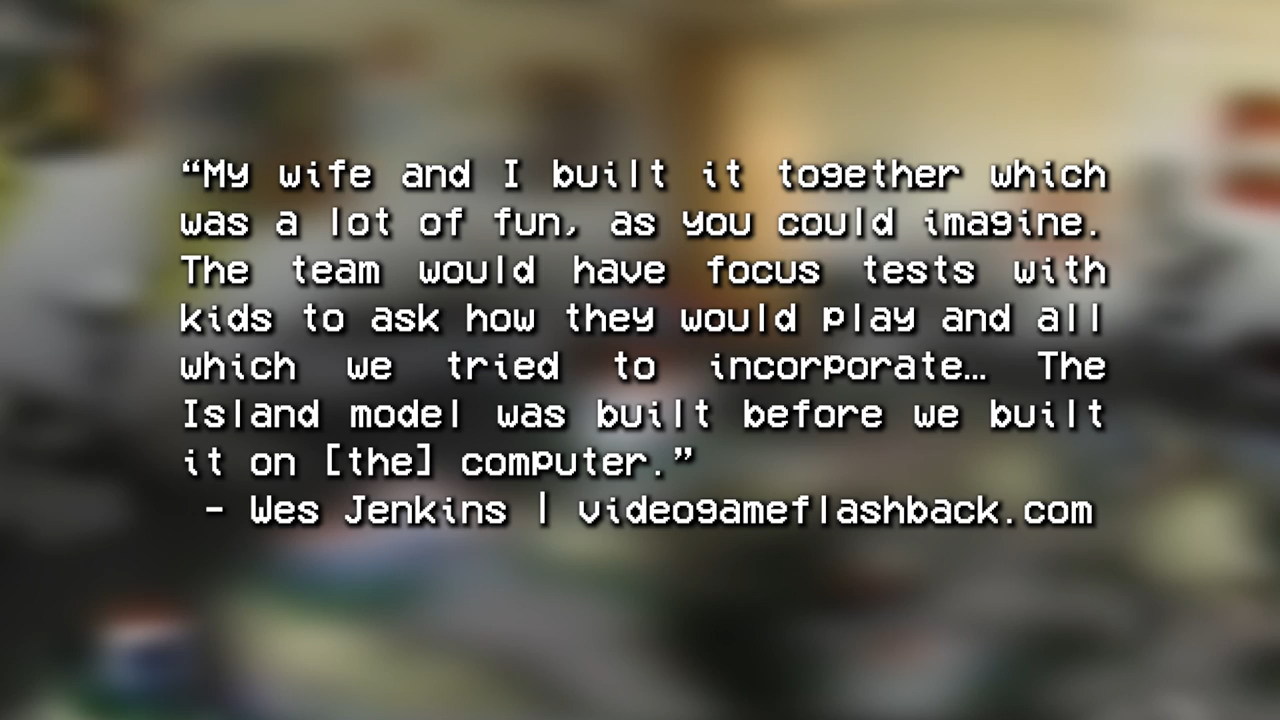 “My wife and I built it together which
was a lot of fun, as you could imagine.
The team would have focus tests with
kids to ask how they would play and all
which we tried to incorporate… The
Island model was built before we built
it on [the] computer.”
- Wes Jenkins | videogameflashback.com